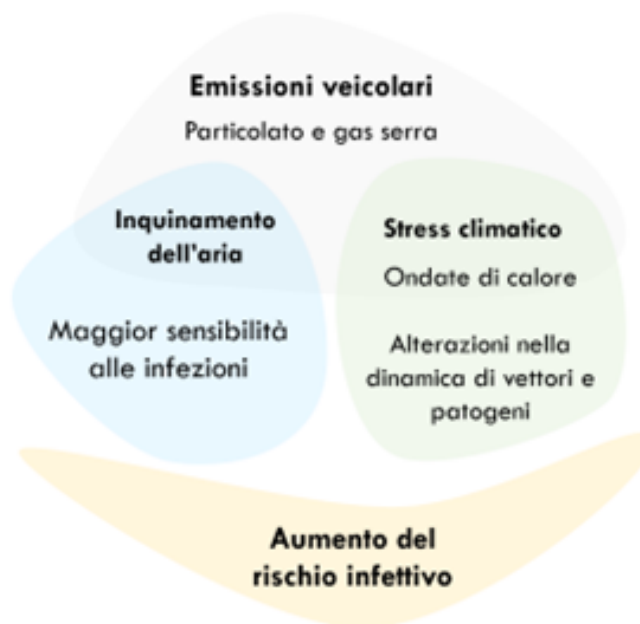 Emissioni veicolari
Particolato e gas serra
Inquinamento
dell'aria
Maggior sensibilità
alle infezioni
Stress climatico
Ondate di calore
Alterazioni nella
dinamica di vettori e
patogeni
Aumento del
rischio infettivo